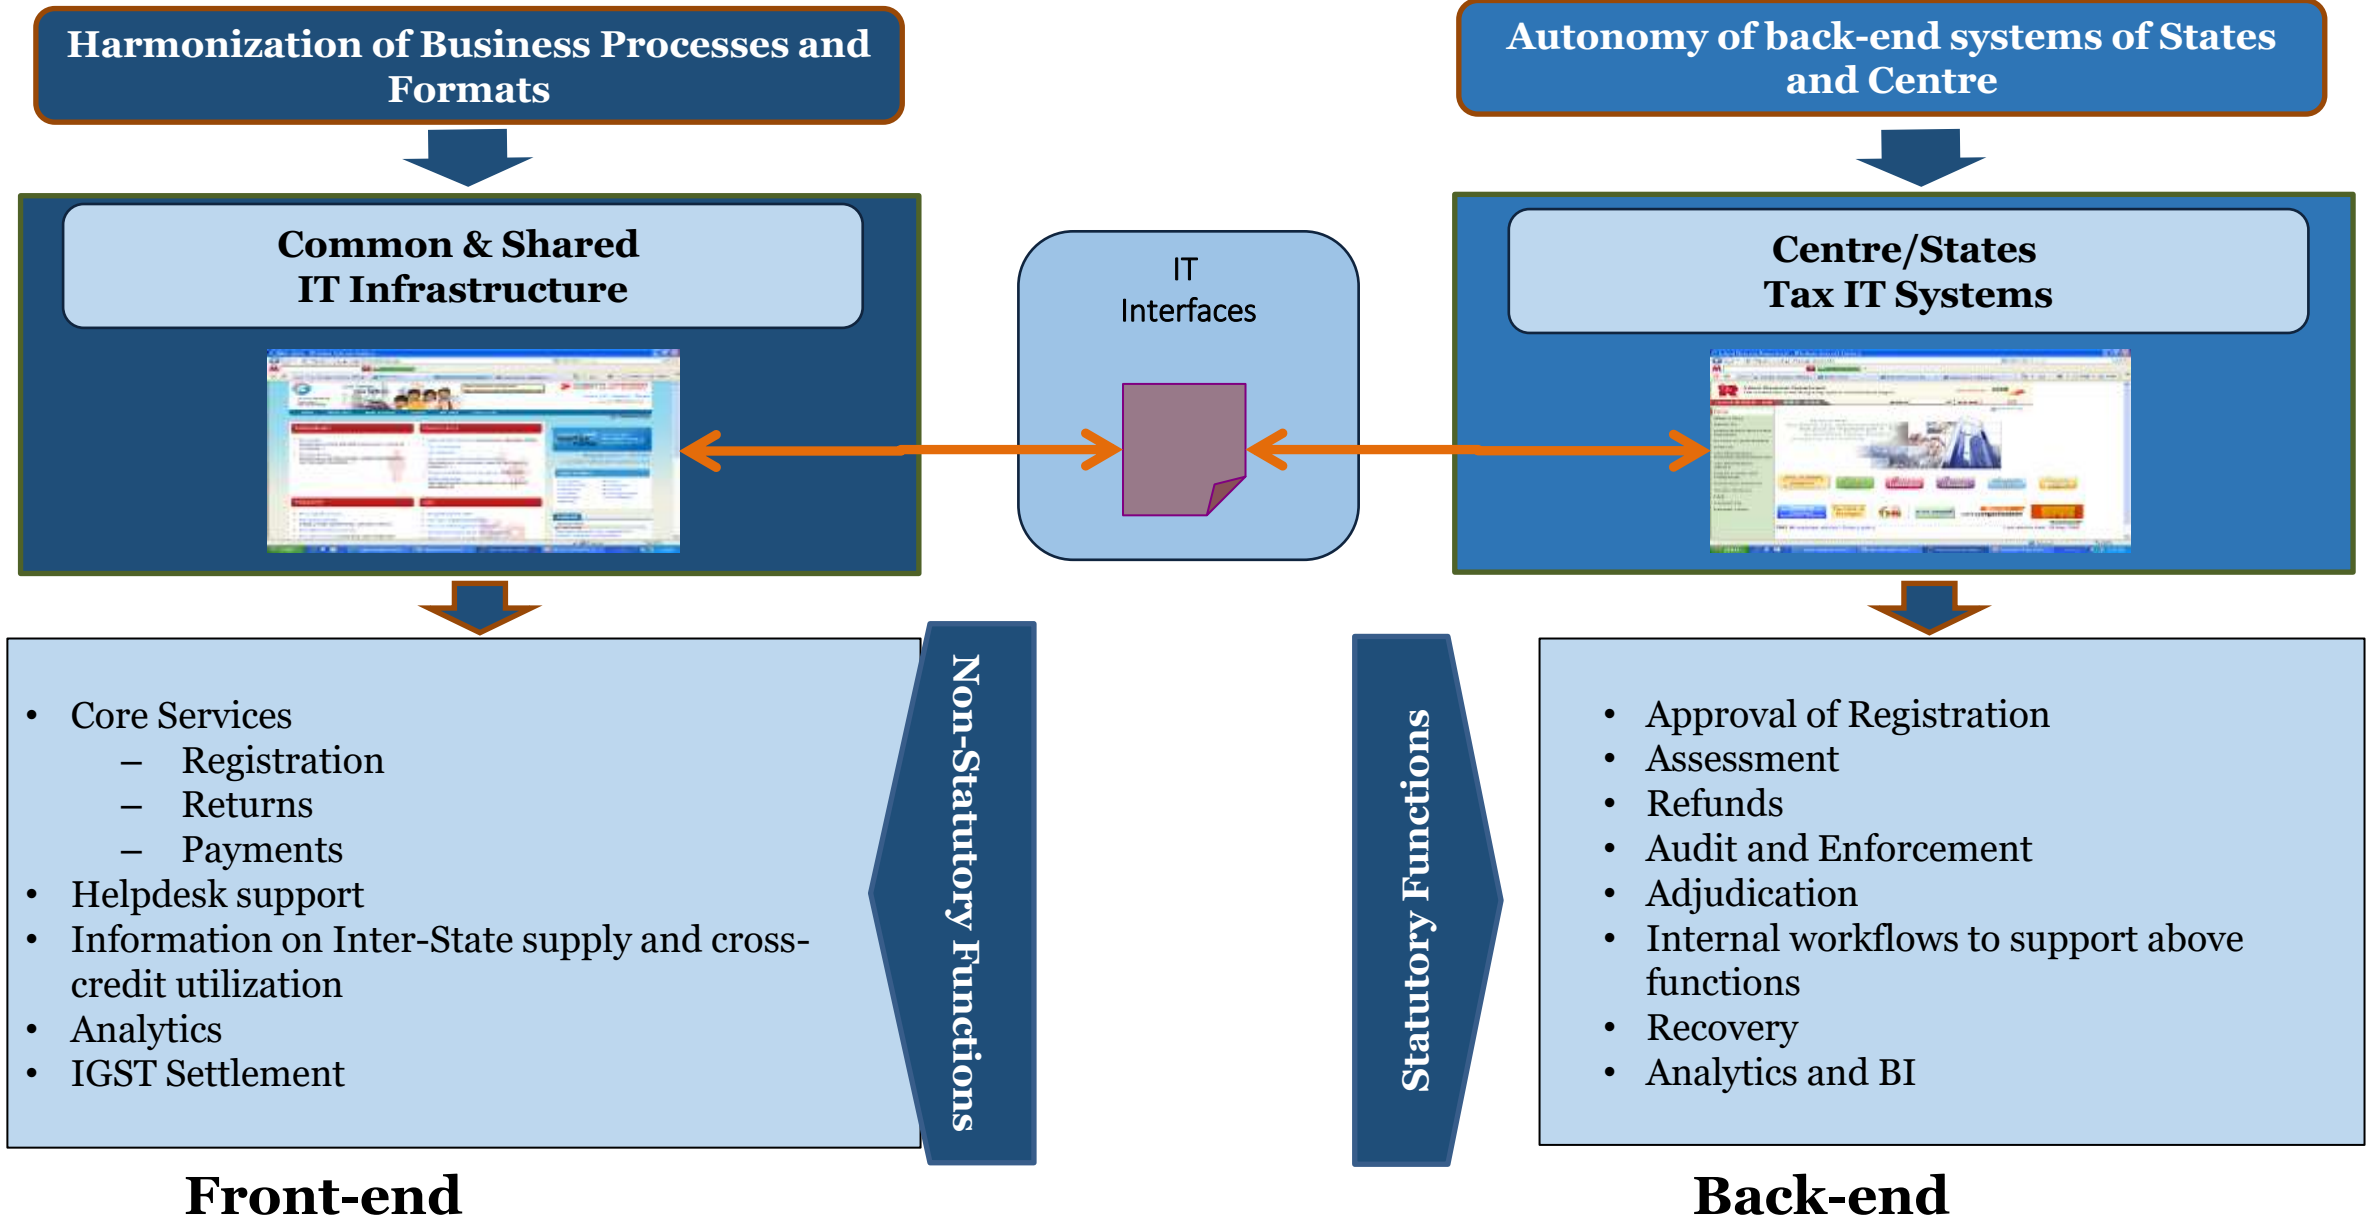 Harmonization of Business Processes and
Formats
Autonomy of back-end systems of States
and Centre
Common & Shared
IT Infrastructure
IT
Interfaces
Centre/States
Tax IT Systems
• Core Services
– Registration
– Returns
– Payments
• Helpdesk support
• Information on Inter-State supply and cross-
credit utilization
• Analytics
• IGST Settlement
Non-Statutory Functions
Statutory Functions
• Approval of Registration
• Assessment
• Refunds
• Audit and Enforcement
• Adjudication
• Internal workflows to support above
functions
• Recovery
• Analytics and BI
Front-end
Back-end